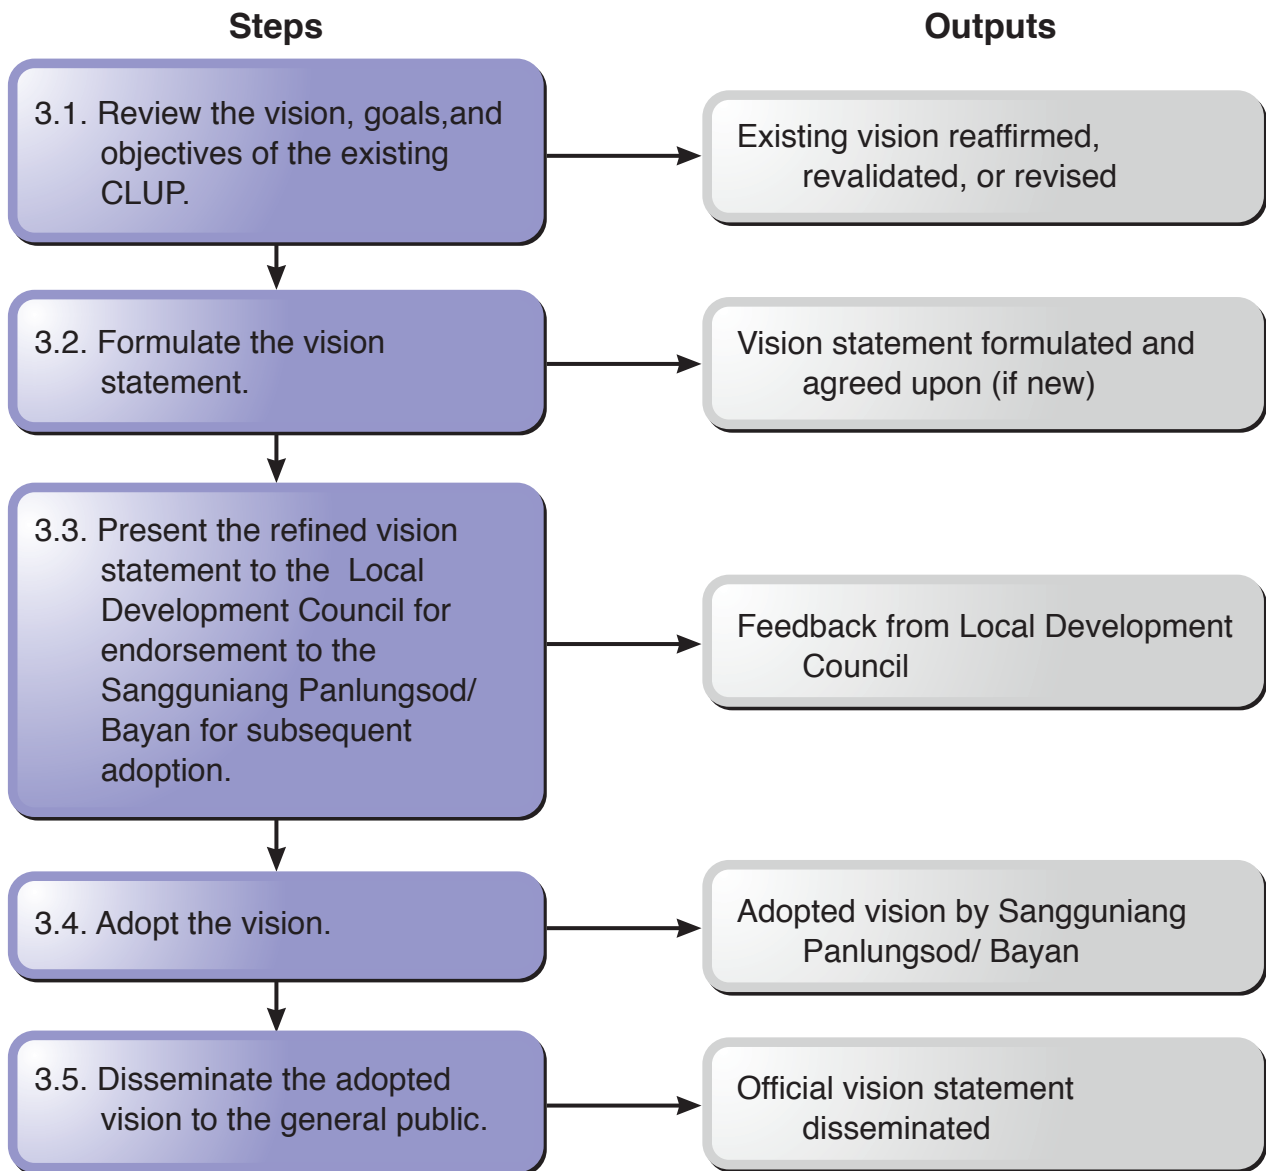 Steps
Outputs
3.1. Review the vision, goals,and
objectives of the existing
CLUP.
Existing vision reaffirmed,
revalidated, or revised
3.2. Formulate the vision
statement.
Vision statement formulated and
agreed upon (if new)
3.3. Present the refined vision
statement to the  Local
Development Council for
endorsement to the
Sangguniang Panlungsod/
Bayan for subsequent
adoption.
Feedback from Local Development
Council
3.4. Adopt the vision.
Adopted vision by Sangguniang
Panlungsod/ Bayan
3.5. Disseminate the adopted
vision to the general public.
Official vision statement
disseminated